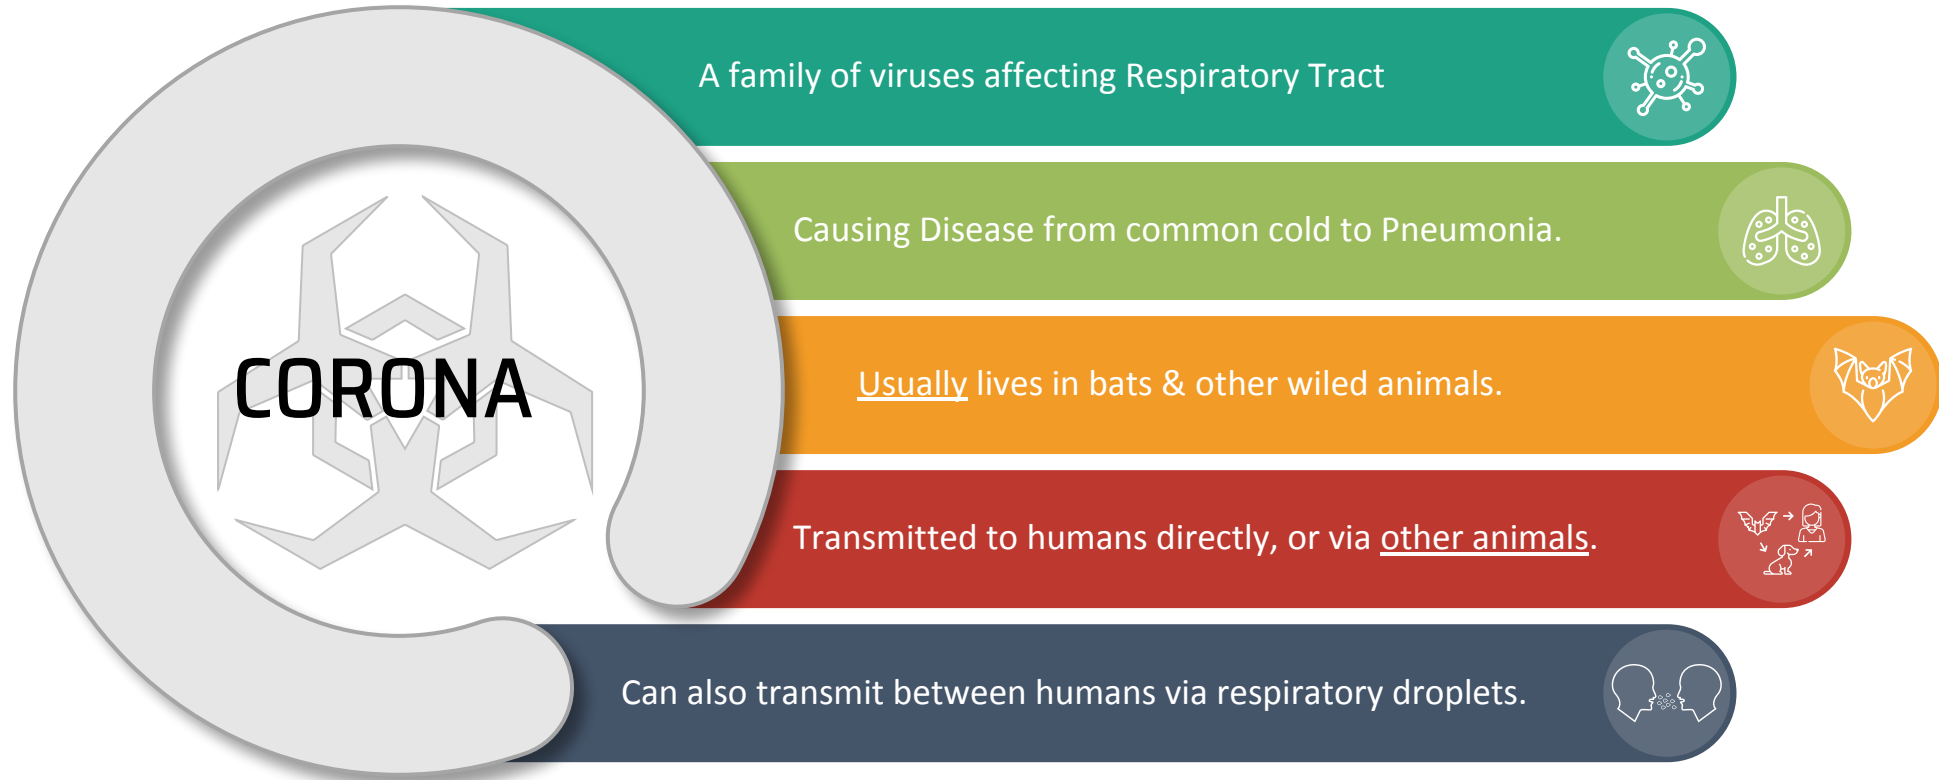 A family of viruses affecting Respiratory Tract
Causing Disease from common cold to Pneumonia.
CORONA
Usually lives in bats & other wiled animals.
Transmitted to humans directly, or via other animals.
Can also transmit between humans via respiratory droplets.